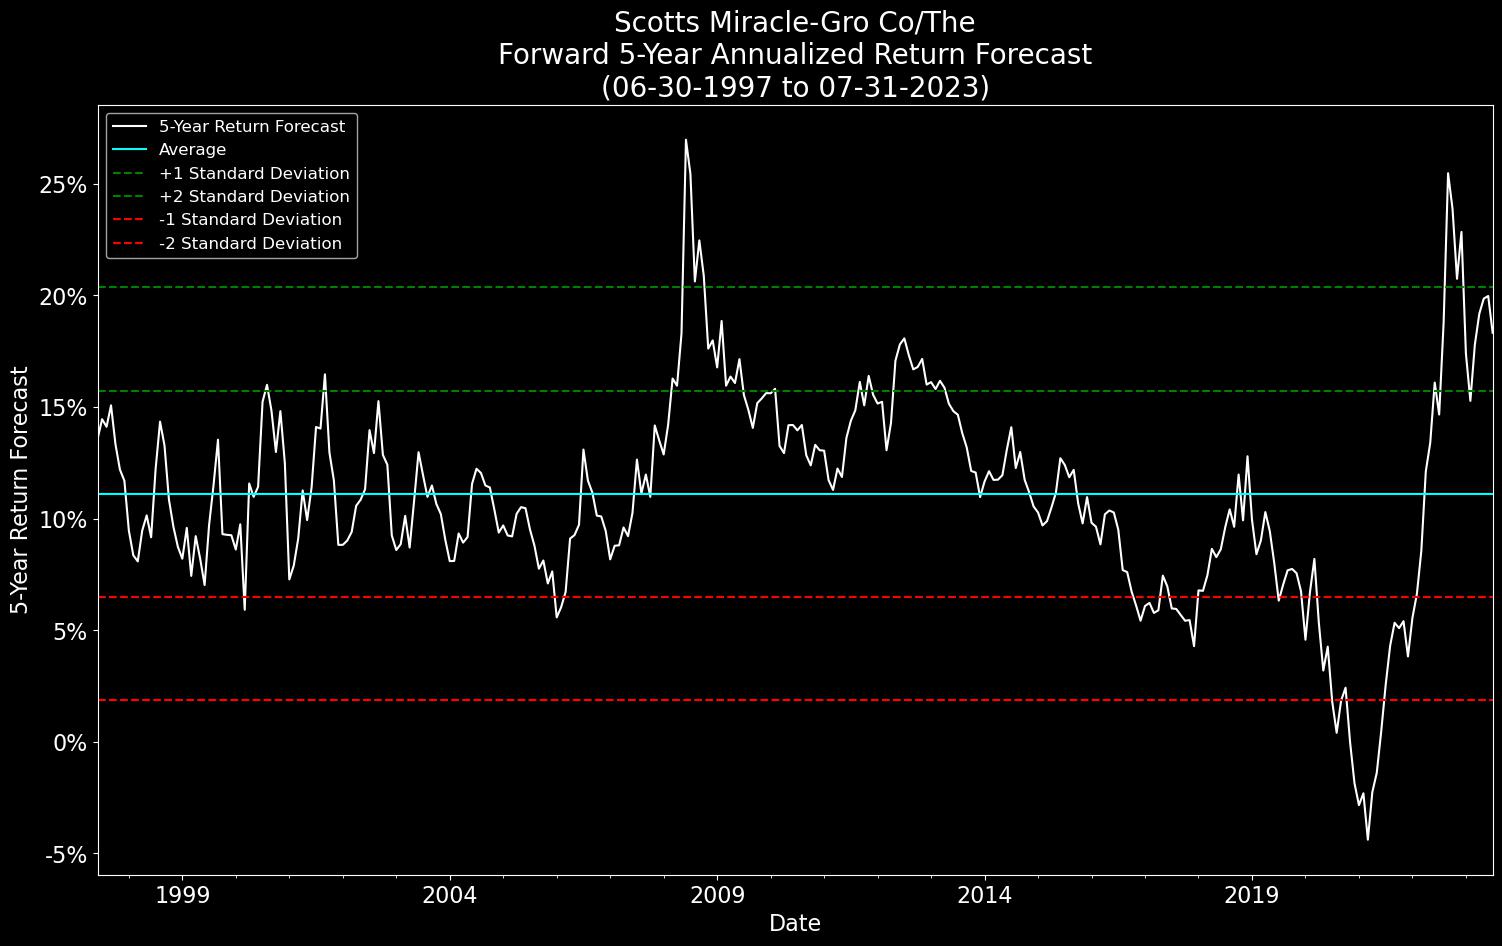 Scotts Miracle-Gro Co/The
Forward 5-Year Annualized Return Forecast
(06-30-1997 to 07-31-2023)
5-Year Return Forecast
Average
+1 Standard Deviation
+2 Standard Deviation
-1 Standard Deviation
-2 Standard Deviation
5-Year Return Forecast
25%
20%
15%
10%
5%
0%
-5%
1999
2004
2009
2014
2019
Date